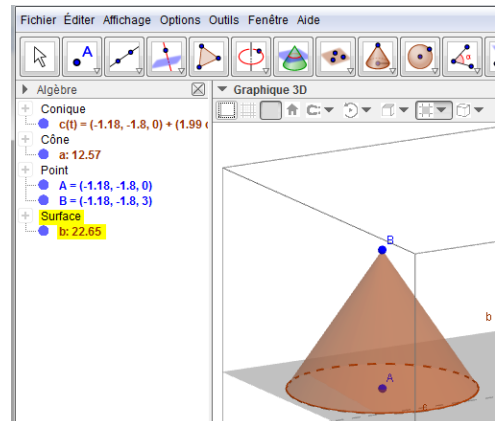 Fichier Éditer Affichage Options Outils Fenêtre Aide
A
α
Algèbre
Graphique 3D
Conique
c(t) = (-1.18, -1.8, 0) + (1.99 c
Cône
a: 12.57
Point
A = (-1.18, -1.8, 0)
B = (-1.18, -1.8, 3)
Surface
b: 22.65
B
b
A
c